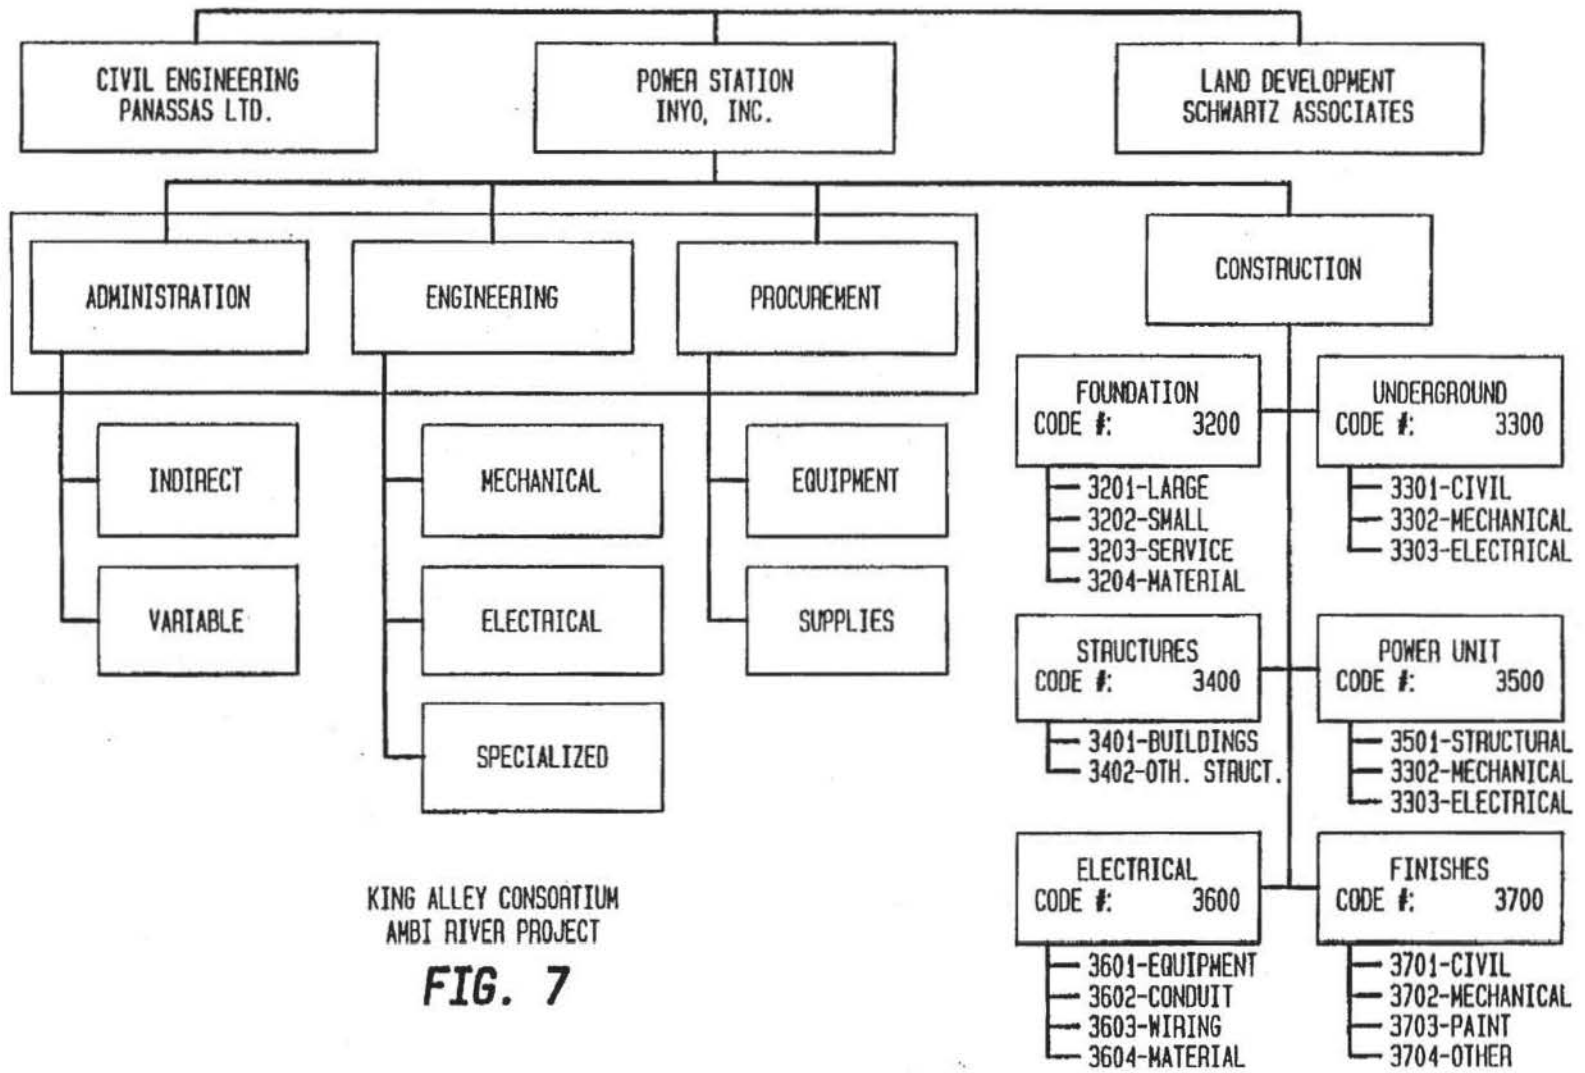 CIVIL ENGINEERING
PANASSAS LTD.
POWER STATION
INYO, INC.
LAND DEVELOPMENT
SCHWARTZ ASSOCIATES
ADMINISTRATION
ENGINEERING
PROCUREMENT
CONSTRUCTION
INDIRECT
VARIABLE
MECHANICAL
ELECTRICAL
SPECIALIZED
EQUIPMENT
SUPPLIES
FOUNDATION
CODE #: 3200
3201-LARGE
3202-SMALL
3203-SERVICE
3204-MATERIAL
UNDERGROUND
CODE #: 3300
3301-CIVIL
3302-MECHANICAL
3303-ELECTRICAL
STRUCTURES
CODE #: 3400
3401-BUILDINGS
3402-OTH. STRUCT.
POWER UNIT
CODE #: 3500
3501-STRUCTURAL
3302-MECHANICAL
3303-ELECTRICAL
ELECTRICAL
CODE #: 3600
3601-EQUIPMENT
3602-CONDUIT
3603-WIRING
3604-MATERIAL
FINISHES
CODE #: 3700
3701-CIVIL
3702-MECHANICAL
3703-PAINT
3704-OTHER
KING ALLEY CONSORTIUM
AMBI RIVER PROJECT
FIG. 7